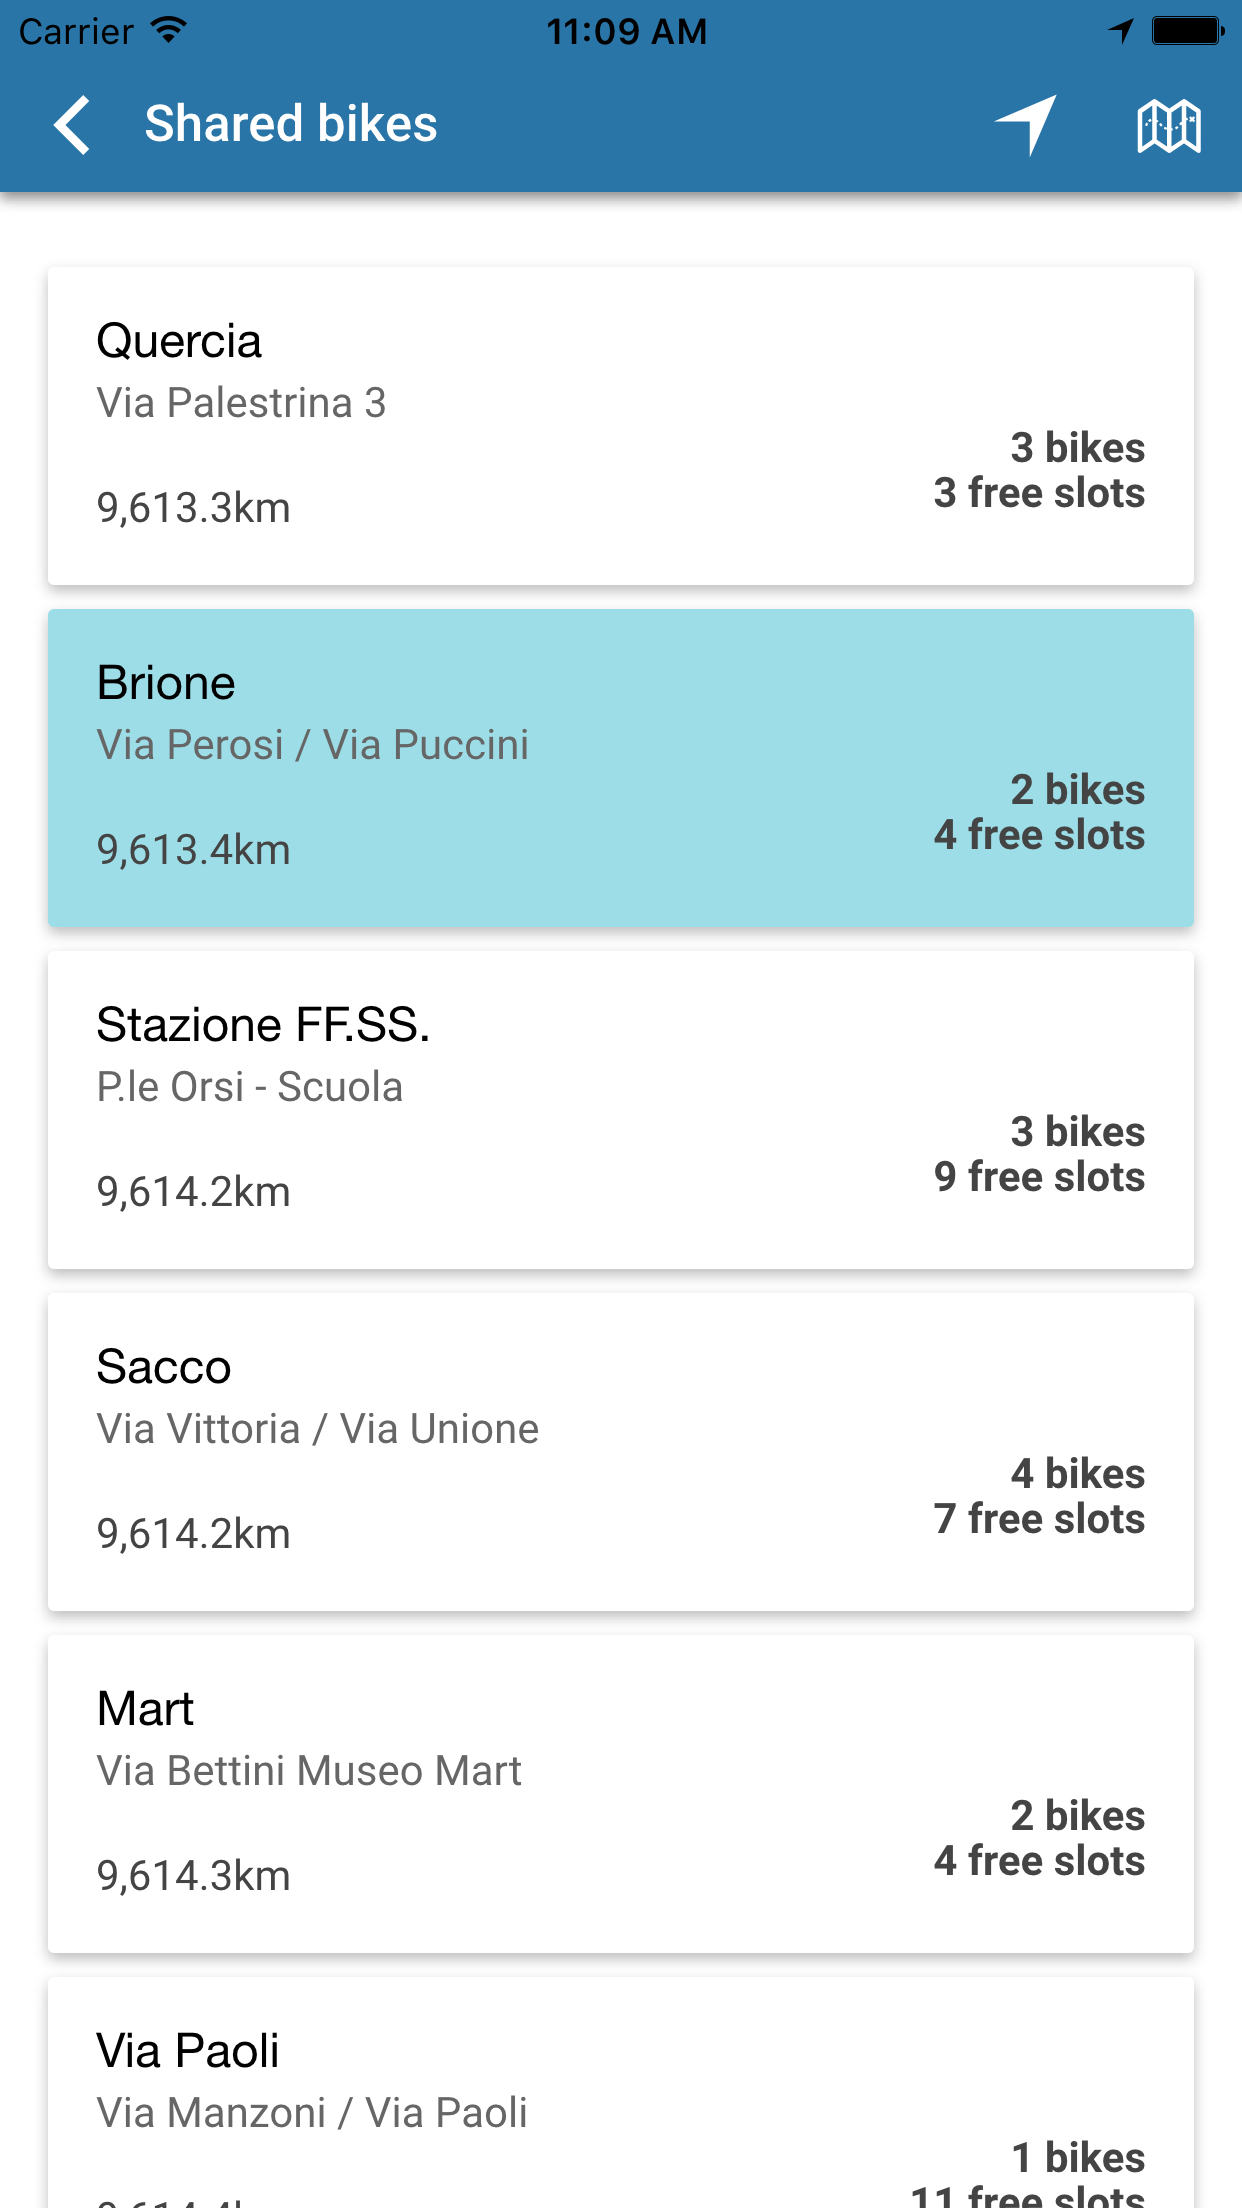 Carrier 11:09 AM
Shared bikes
Quercia
Via Palestrina 3
3 bikes
3 free slots
9,613.3km
Brione
Via Perosi / Via Puccini
2 bikes
4 free slots
9,613.4km
Stazione FF.SS.
P.le Orsi - Scuola
3 bikes
9 free slots
9,614.2km
Sacco
Via Vittoria / Via Unione
4 bikes
7 free slots
9,614.2km
Mart
Via Bettini Museo Mart
2 bikes
4 free slots
9,614.3km
Via Paoli
Via Manzoni / Via Paoli
1 bikes
11 free slots